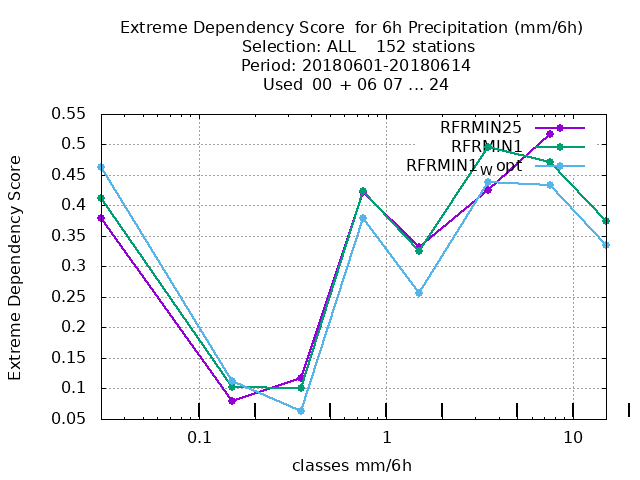 Extreme Dependency Score  for 6h Precipitation (mm/6h)
Selection: ALL    152 stations
Period: 20180601-20180614
Used  00  + 06 07 ... 24
RFRMIN25
RFRMIN1
RFRMIN1w opt
0.55
0.5
0.45
0.4
0.35
0.3
0.25
0.2
0.15
0.1
0.05
Extreme Dependency Score
0.1 1 10
classes mm/6h